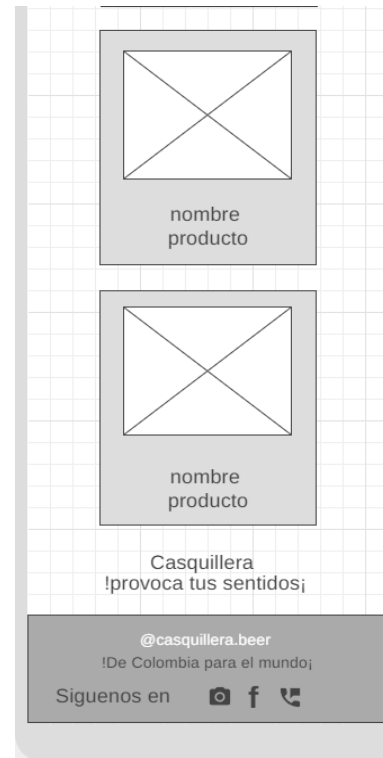 nombre
producto
nombre
producto
Casquillera
!provoca tus sentidos¡
@casquillera.beer
!De Colombia para el mundo¡
Siguenos en